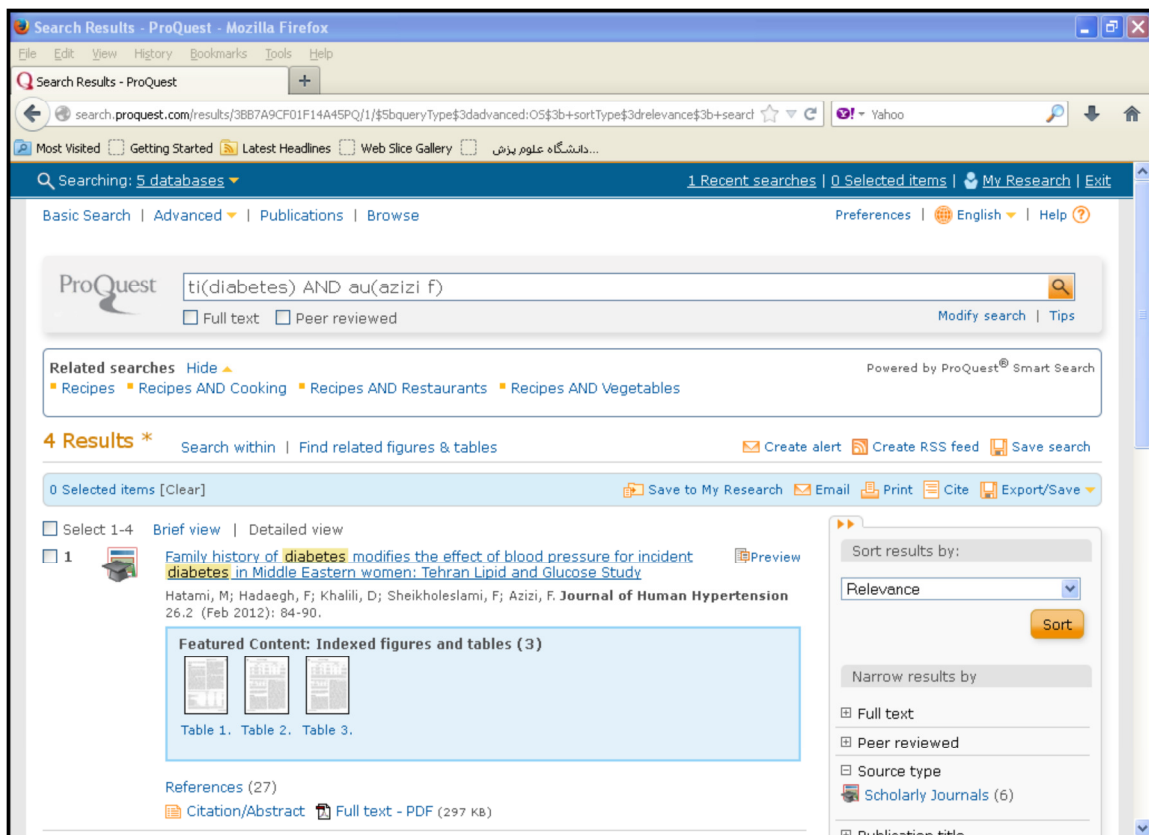 Search Results - ProQuest - Mozilla Firefox
File Edit View History Bookmarks Tools Help
Search Results - ProQuest +
search.proquest.com/results/3BB7A9CF01F14A45PQ/1/$5bqueryType$3dadvanced:OS$3b+sortType$3drelevance$3b+searcl Yahoo
Most Visited Getting Started Latest Headlines Web Slice Gallery دانشگاه علوم پزش...
Searching: 5 databases 1 Recent searches | 0 Selected items | My Research | Exit
Basic Search | Advanced | Publications | Browse Preferences | English | Help ?
ProQuest ti(diabetes) AND au(azizi f)
Full text Peer reviewed Modify search | Tips
Related searches Hide Powered by ProQuest® Smart Search
Recipes Recipes AND Cooking Recipes AND Restaurants Recipes AND Vegetables
4 Results * Search within | Find related figures & tables Create alert Create RSS feed Save search
0 Selected items [Clear] Save to My Research Email Print Cite Export/Save
Select 1-4 Brief view | Detailed view
1 Family history of diabetes modifies the effect of blood pressure for incident Preview
diabetes in Middle Eastern women: Tehran Lipid and Glucose Study
Hatami, M; Hadaegh, F; Khalili, D; Sheikholeslami, F; Azizi, F. Journal of Human Hypertension
26.2 (Feb 2012): 84-90.
Featured Content: Indexed figures and tables (3)
Table 1. Table 2. Table 3.
References (27)
Citation/Abstract Full text - PDF (297 KB)
Sort results by:
Relevance
Sort
Narrow results by
Full text
Peer reviewed
Source type
Scholarly Journals (6)
Publication title